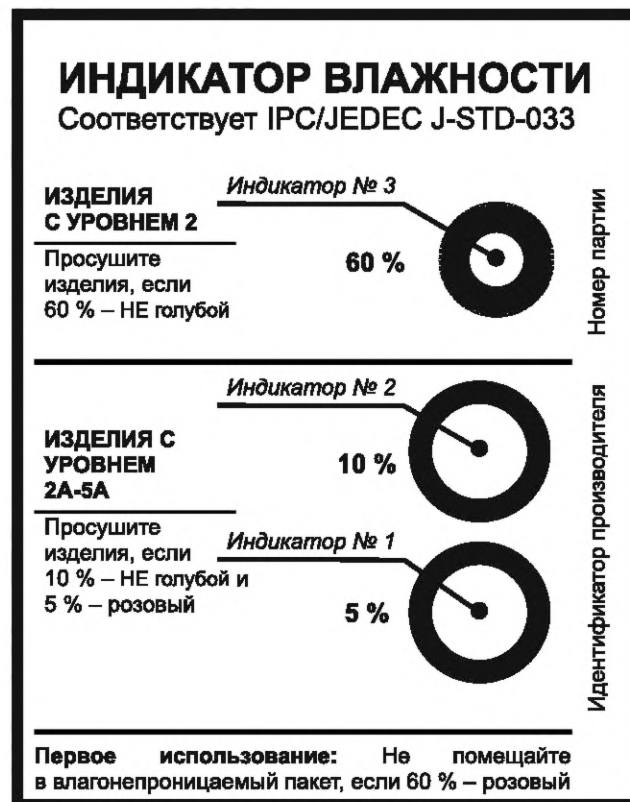 ИНДИКАТОР ВЛАЖНОСТИ
Соответствует IPC/JEDEC J-STD-033
ИЗДЕЛИЯ
С УРОВНЕМ 2
Просушите
изделия, если
60 % – НЕ голубой
Индикатор № 3
60 %
Номер партии
ИЗДЕЛИЯ С
УРОВНЕМ
2А-5А
Просушите
изделия, если
10 % – НЕ голубой и
5 % – розовый
Индикатор № 2
10 %
Индикатор № 1
5 %
Идентификатор производителя
Первое использование: Не помещайте
в влагонепроницаемый пакет, если 60 % – розовый